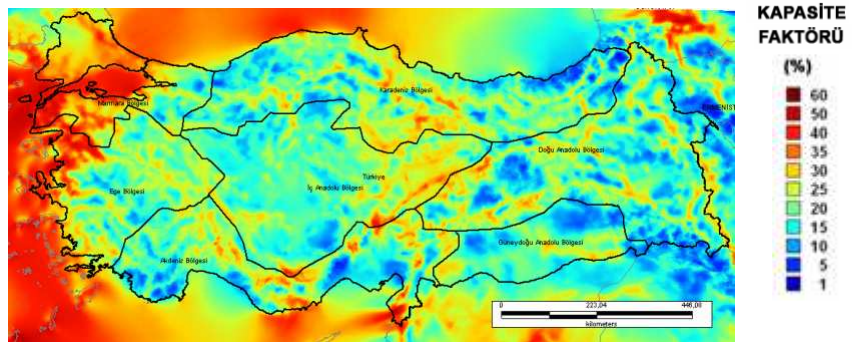 KAPASİTE
FAKTÖRÜ
(%)
60
50
40
35
30
25
20
15
10
5
1
Marmara Bölgesi
Karadeniz Bölgesi
Doğu Anadolu Bölgesi
Türkiye
İç Anadolu Bölgesi
Ege Bölgesi
Akdeniz Bölgesi
Güneydoğu Anadolu Bölgesi
0 223,04 446,08
kilometers